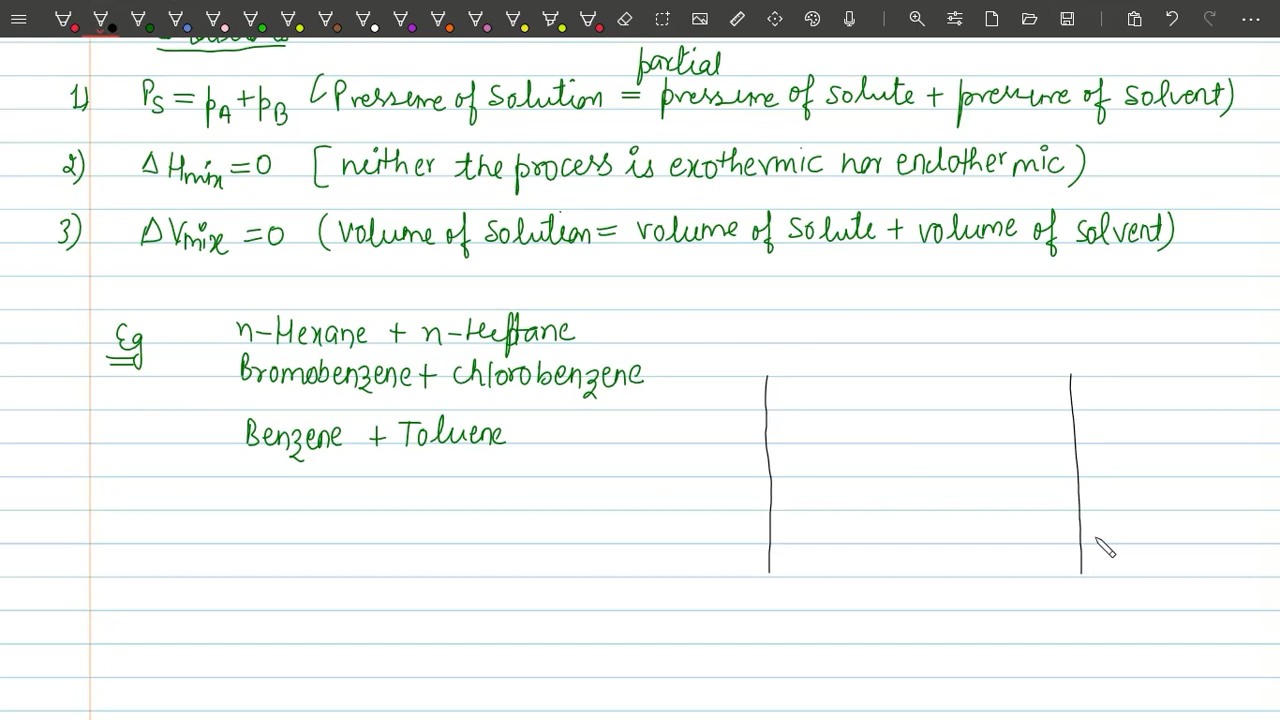 partial
1) PS = pA + pB (Pressure of Solution = pressure of solute + pressure of solvent)
2) ΔHmix = 0 [neither the process is exothermic nor endothermic)
3) ΔVmix = 0 (volume of Solution = volume of Solute + volume of solvent)
Eg n-Hexane + n-Heptane
Bromobenzene + chlorobenzene
Benzene + Toluene